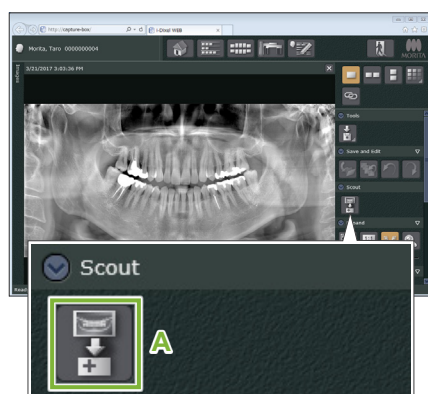 http://capture-box/
i-Dixel WEB
Morita, Taro 0000000004
MORITA
Images
3/21/2017 3:03:36 PM
Tools
Save and Edit
Scout
Scout
A